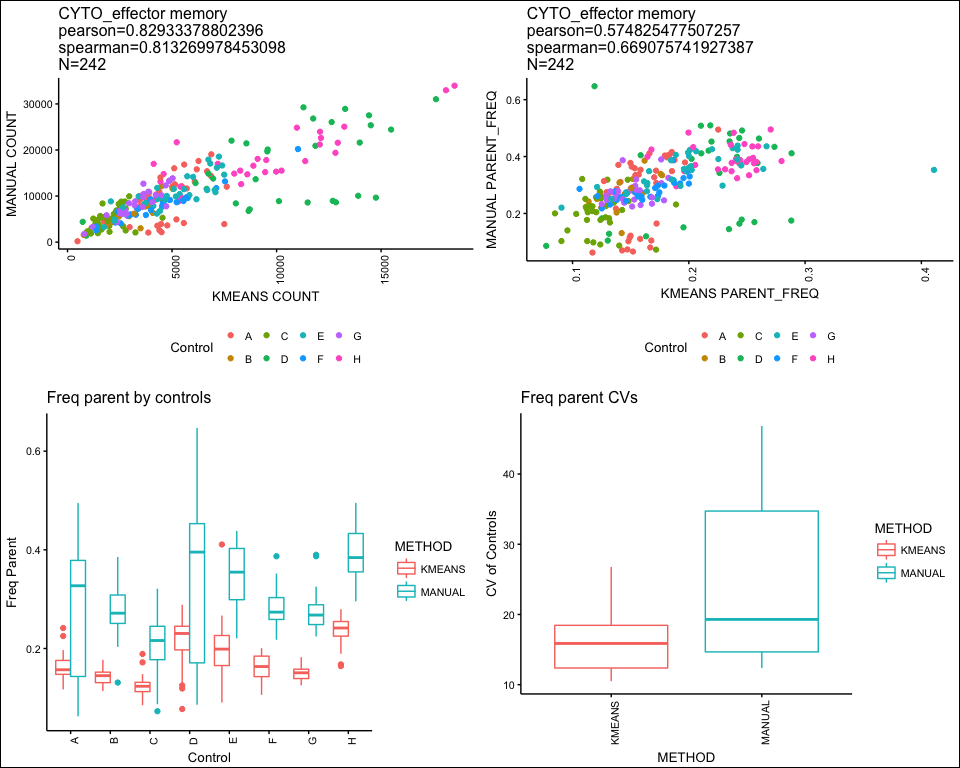 CYTO_effector memory
pearson=0.82933378802396
spearman=0.813269978453098
N=242
MANUAL COUNT
30000
20000
10000
0
0
5000
10000
15000
KMEANS COUNT
Control
A C E G
B D F H
CYTO_effector memory
pearson=0.574825477507257
spearman=0.669075741927387
N=242
MANUAL PARENT_FREQ
0.6
0.4
0.2
0.1
0.2
0.3
0.4
KMEANS PARENT_FREQ
Control
A C E G
B D F H
Freq parent by controls
Freq Parent
0.6
0.4
0.2
A B C D E F G H
Control
METHOD
KMEANS
MANUAL
Freq parent CVs
CV of Controls
40
30
20
10
KMEANS
MANUAL
METHOD
METHOD
KMEANS
MANUAL